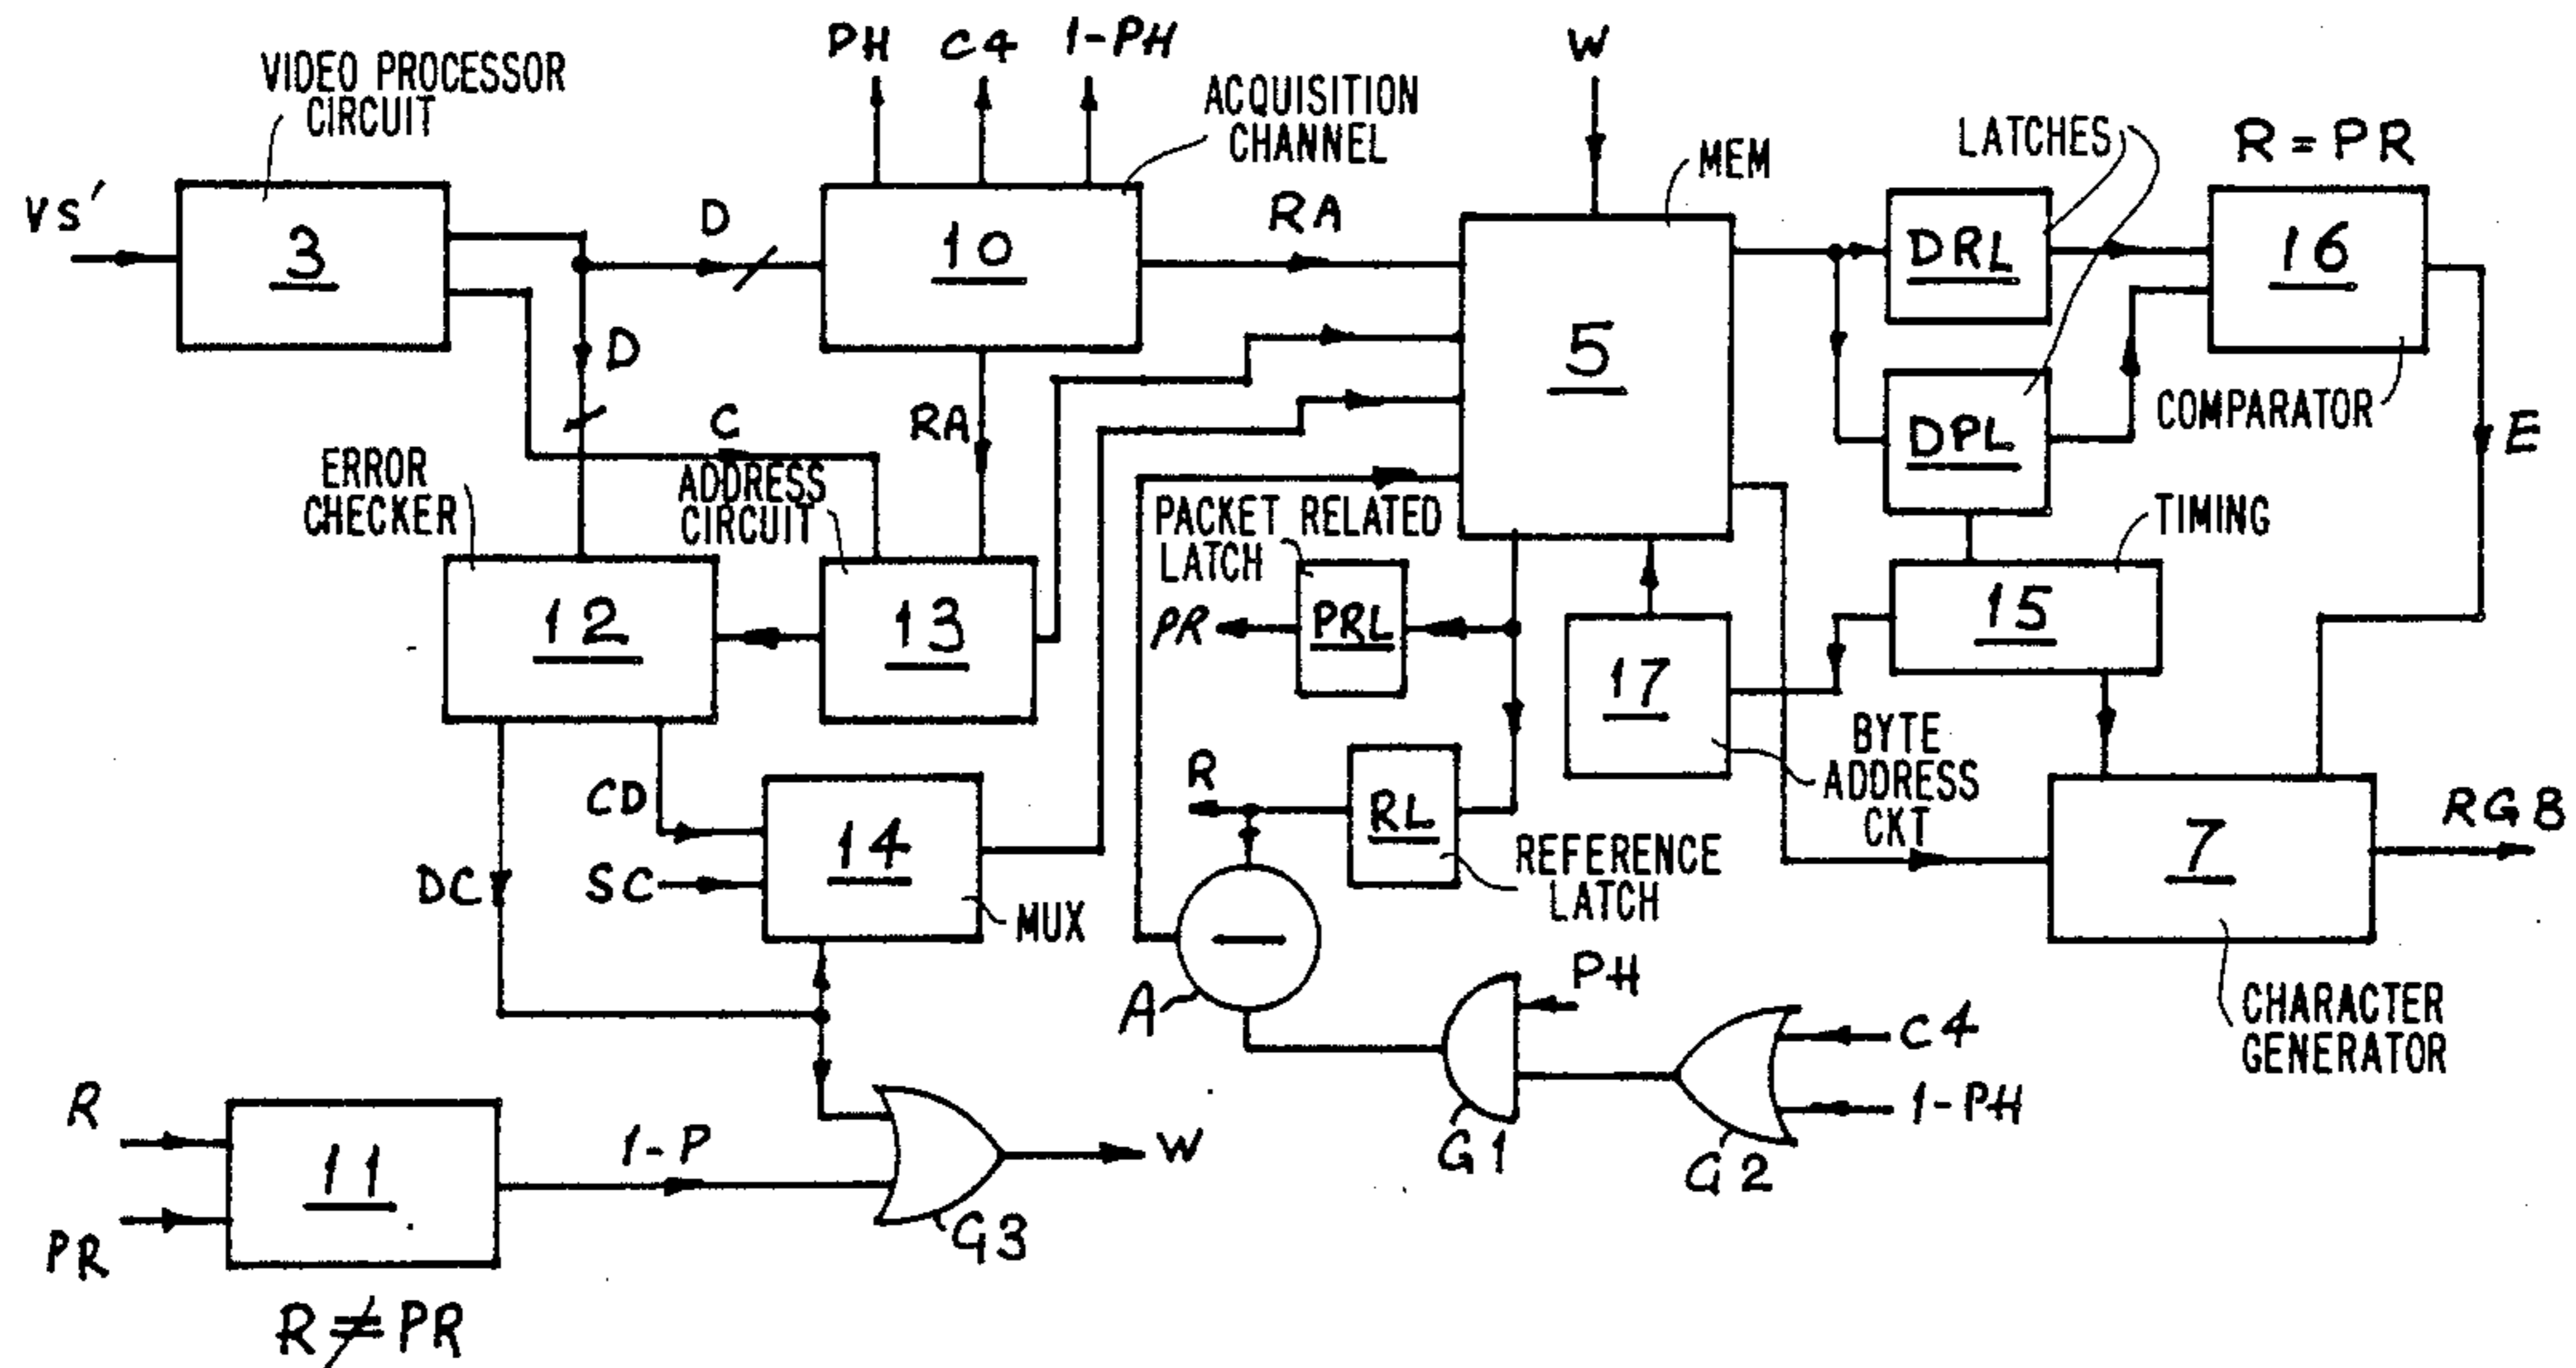 PH C4 1-PH
W
VIDEO PROCESSOR
CIRCUIT
ACQUISITION
CHANNEL
MEM
LATCHES
R = PR
VS'
3
D
10
RA
5
DRL
16
D
C
RA
DPL
COMPARATOR
E
ERROR
CHECKER
ADDRESS
CIRCUIT
PACKET RELATED
LATCH
TIMING
12
13
PR
PRL
17
15
BYTE
ADDRESS
CKT
CD
R
RL
RGB
DC
SC
14
MUX
REFERENCE
LATCH
7
A
PH
C4
1-PH
G1
G2
CHARACTER
GENERATOR
R
PR
11
1-P
G3
W
R ≠ PR